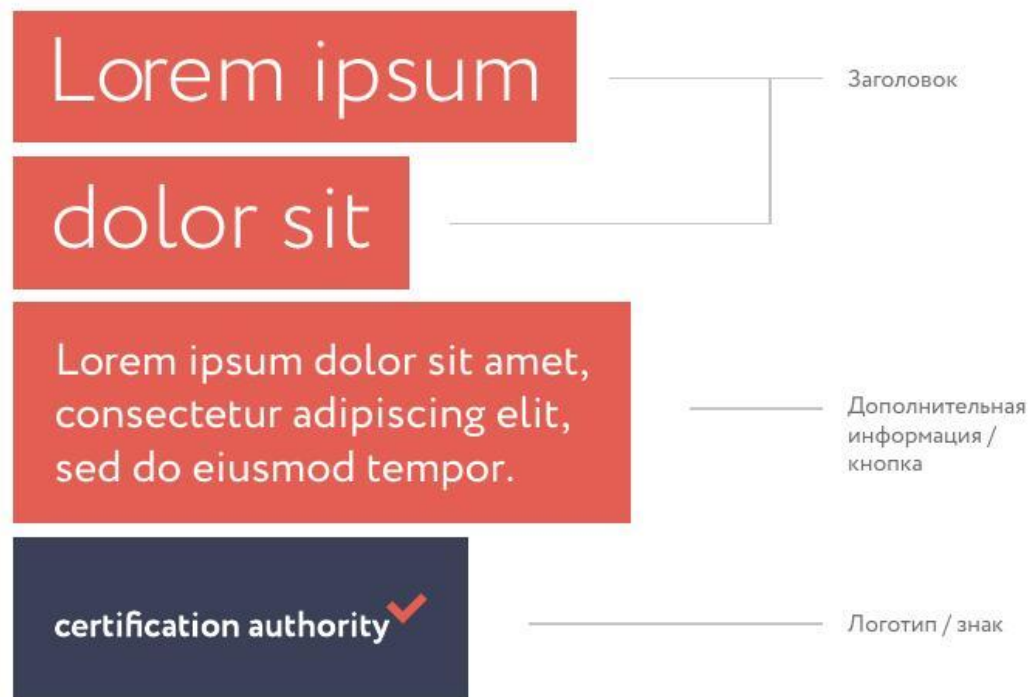 Lorem ipsum
Заголовок
dolor sit
Lorem ipsum dolor sit amet,
consectetur adipiscing elit,
sed do eiusmod tempor.
Дополнительная
информация /
кнопка
certification authority
Логотип / знак